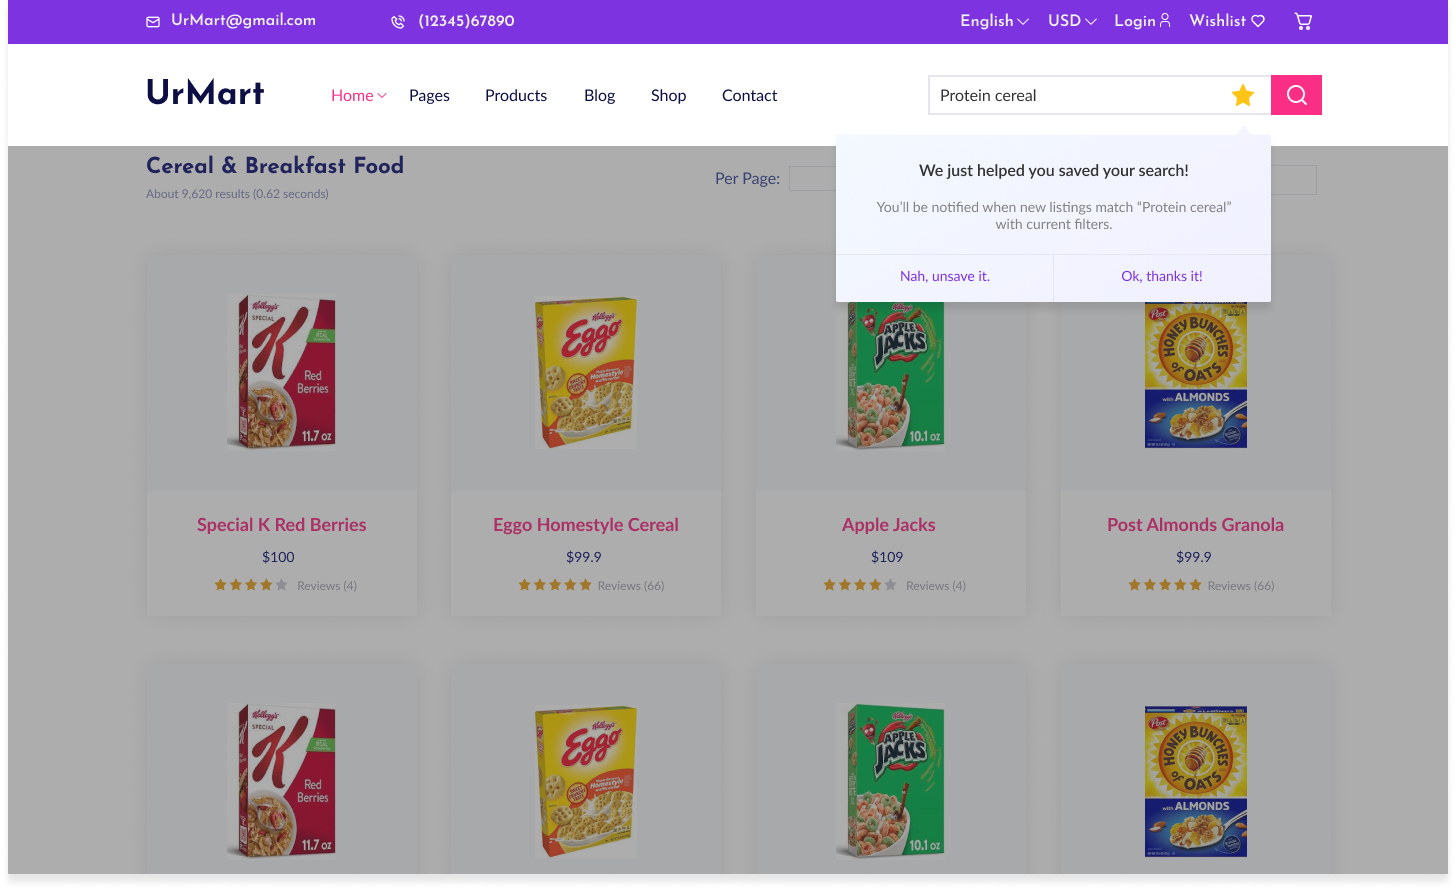 UrMart@gmail.com
(12345)67890
English
USD
Login
Wishlist
UrMart
Home
Pages
Products
Blog
Shop
Contact
Protein cereal
Cereal & Breakfast Food
About 9,620 results (0.62 seconds)
Per Page:
We just helped you saved your search!
You'll be notified when new listings match “Protein cereal”
with current filters.
Nah, unsave it.
Ok, thanks it!
Kellogg's
SPECIAL
K
REAL
Red
Berries
11.7 oz
Kellogg's
Eggo
Homestyle
APPLE
JACKS
10.1 oz
Post
HONEY BUNCHES
of OATS
with ALMONDS
Special K Red Berries
$100
Reviews (4)
Eggo Homestyle Cereal
$99.9
Reviews (66)
Apple Jacks
$109
Reviews (4)
Post Almonds Granola
$99.9
Reviews (66)
Kellogg's
SPECIAL
K
REAL
Red
Berries
11.7 oz
Kellogg's
Eggo
Homestyle
Kellogg's
APPLE
JACKS
10.1 oz
Post
HONEY BUNCHES
of OATS
with ALMONDS